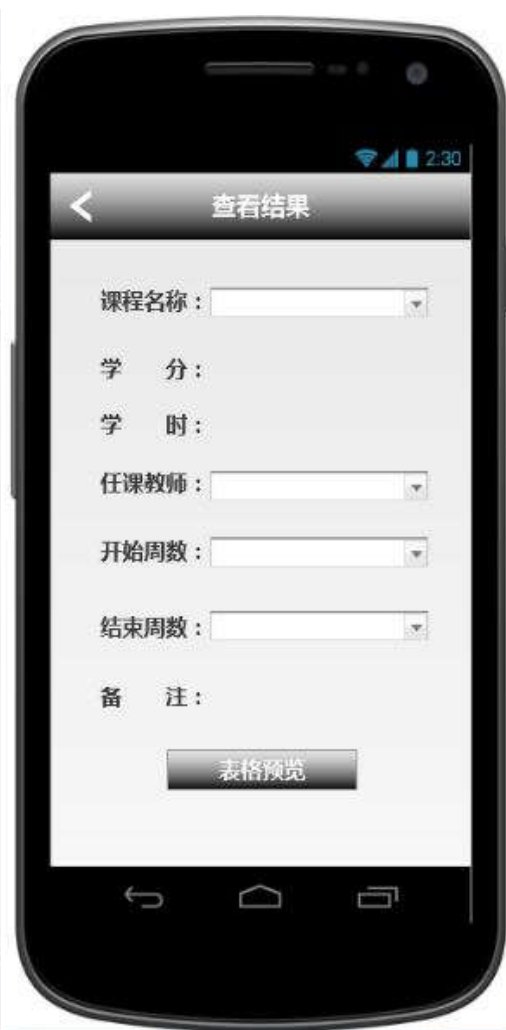 2:30
查看结果
课程名称：
学 分：
学 时：
任课教师：
开始周数：
结束周数：
备 注：
表格预览